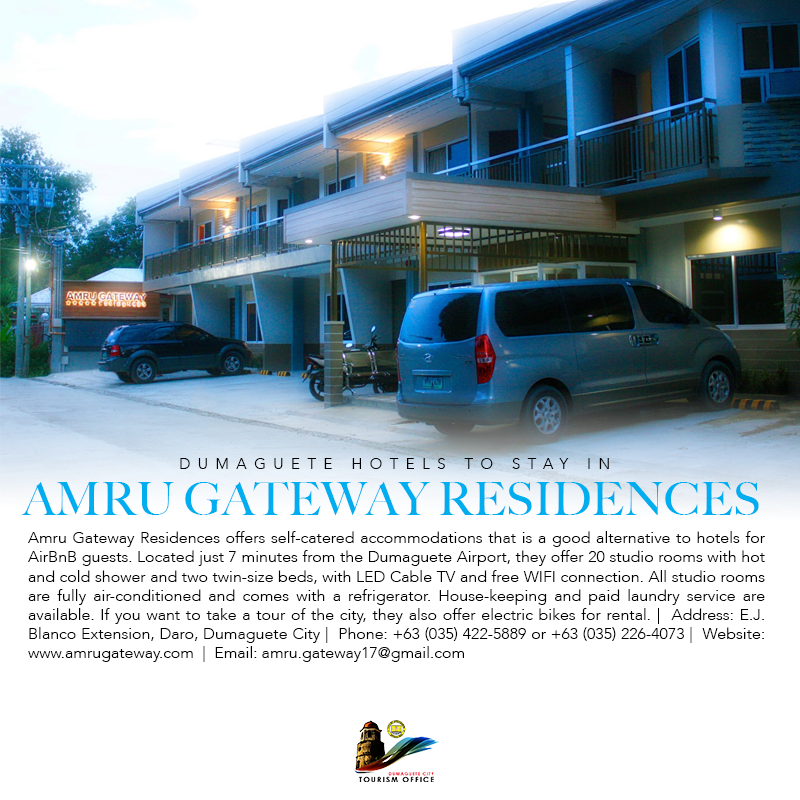 AMRU GATEWAY
DUMAGUETE HOTELS TO STAY IN
AMRU GATEWAY RESIDENCES
Amru Gateway Residences offers self-catered accommodations that is a good alternative to hotels for
AirBnB guests. Located just 7 minutes from the Dumaguete Airport, they offer 20 studio rooms with hot
and cold shower and two twin-size beds, with LED Cable TV and free WIFI connection. All studio rooms
are fully air-conditioned and comes with a refrigerator. House-keeping and paid laundry service are
available. If you want to take a tour of the city, they also offer electric bikes for rental. | Address: E.J.
Blanco Extension, Daro, Dumaguete City | Phone: +63 (035) 422-5889 or +63 (035) 226-4073 | Website:
www.amrugateway.com | Email: amru.gateway17@gmail.com
DUMAGUETE CITY
TOURISM OFFICE